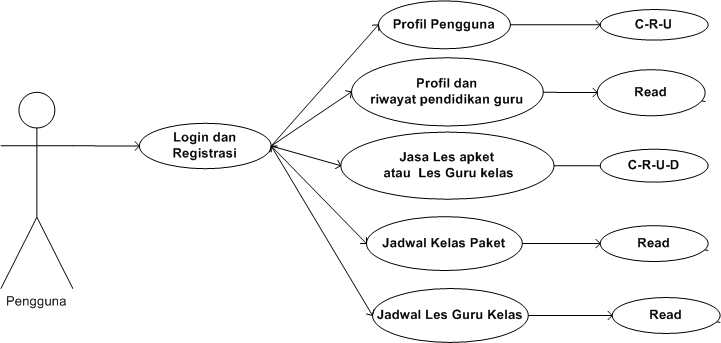 Profil Pengguna
C-R-U
Profil dan
riwayat pendidikan guru
Read
Login dan
Registrasi
Jasa Les apket
atau Les Guru kelas
C-R-U-D
Jadwal Kelas Paket
Read
Pengguna
Jadwal Les Guru Kelas
Read